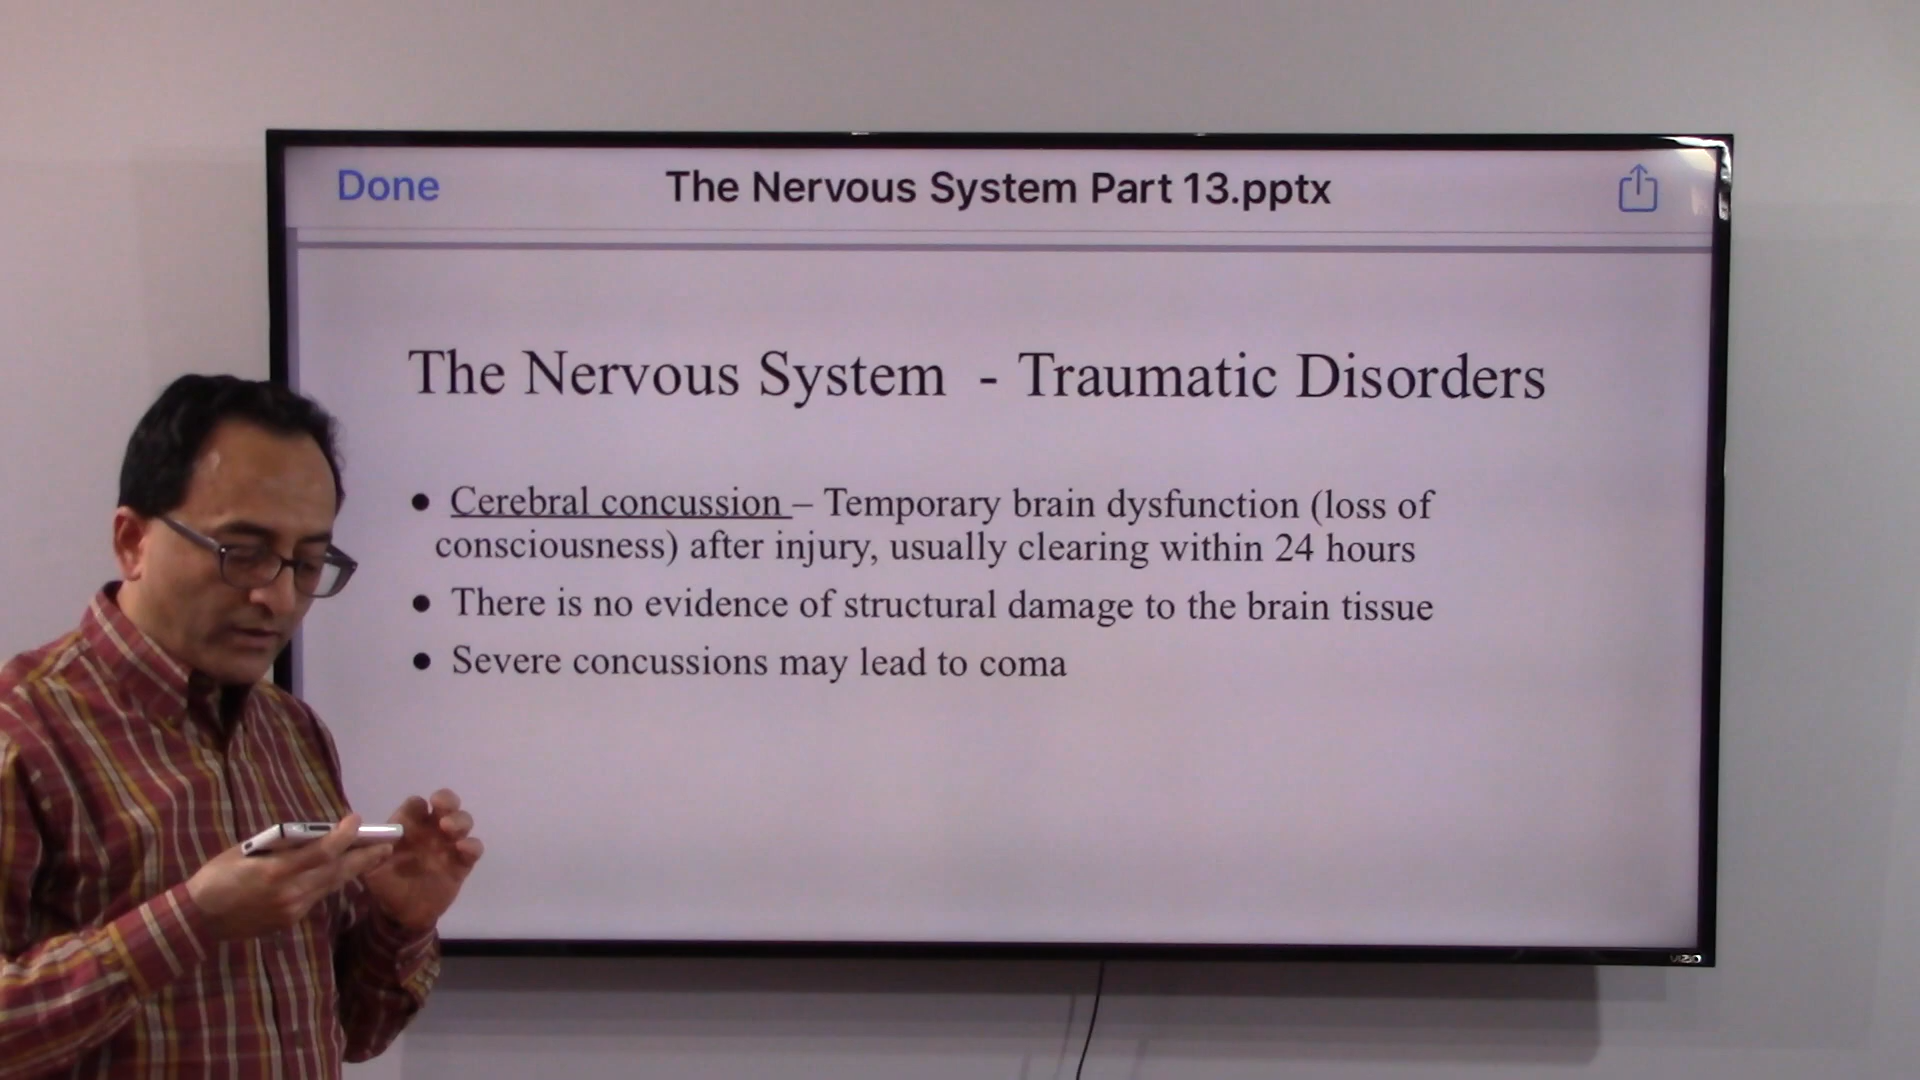 Done The Nervous System Part 13.pptx
The Nervous System - Traumatic Disorders
● Cerebral concussion – Temporary brain dysfunction (loss of
consciousness) after injury, usually clearing within 24 hours
● There is no evidence of structural damage to the brain tissue
● Severe concussions may lead to coma
VIZIO